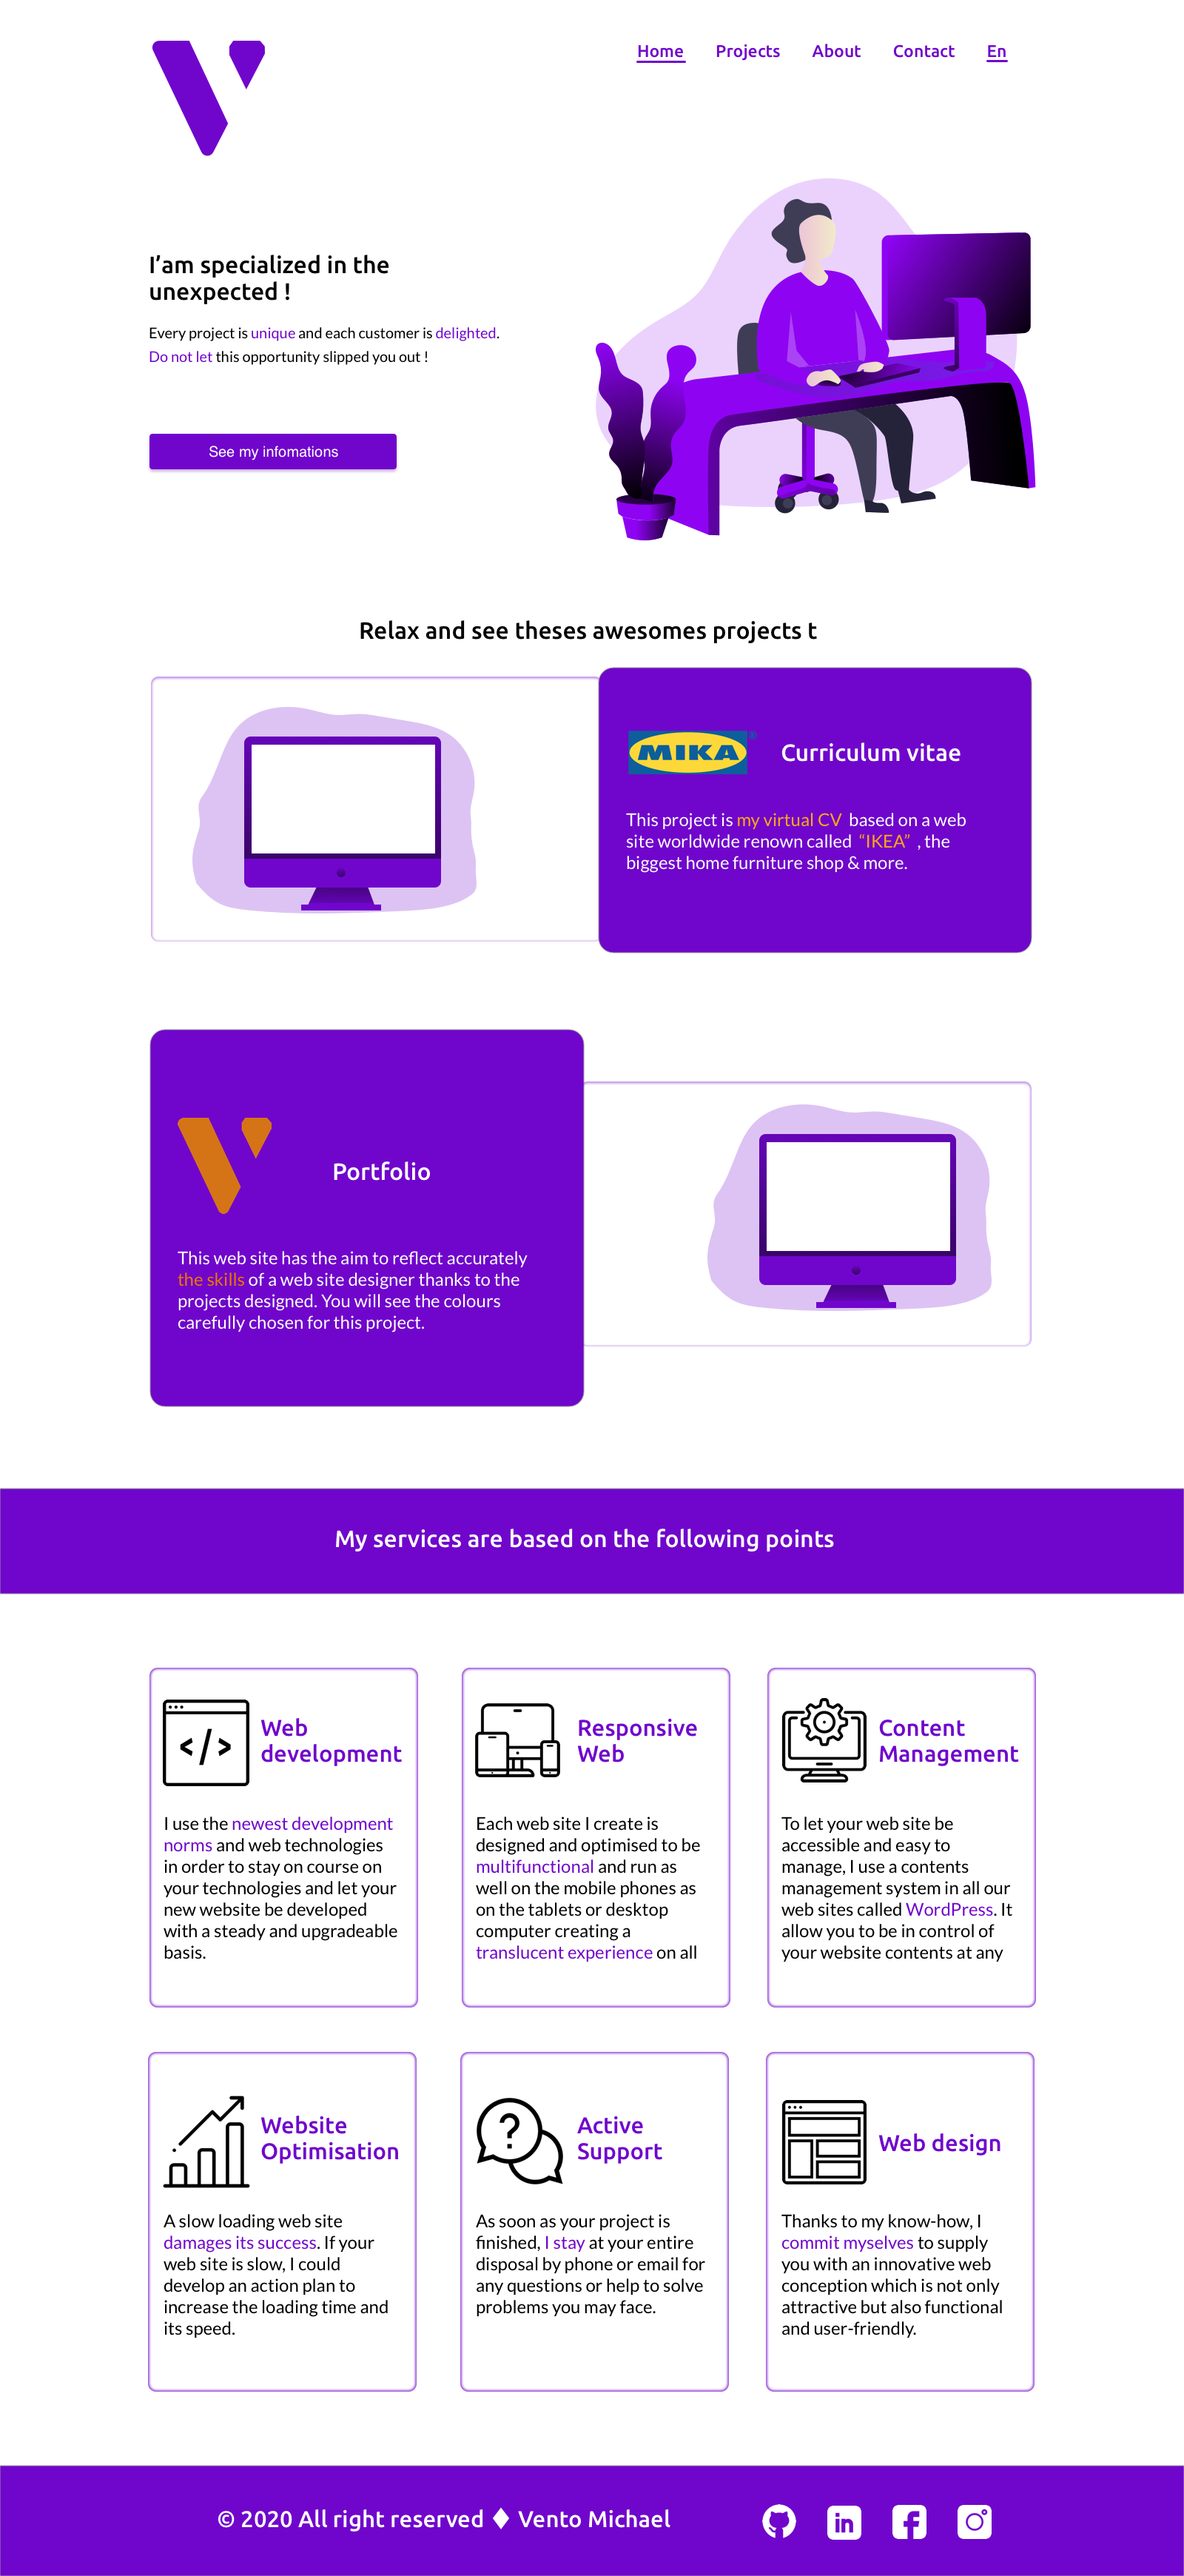 Home Projects About Contact En
I’am specialized in the
unexpected !
Every project is unique and each customer is delighted.
Do not let this opportunity slipped you out !
See my infomations
Relax and see theses awesomes projects t
MIKA
Curriculum vitae
This project is my virtual CV based on a web
site worldwide renown called “IKEA” , the
biggest home furniture shop & more.
Portfolio
This web site has the aim to reflect accurately
the skills of a web site designer thanks to the
projects designed. You will see the colours
carefully chosen for this project.
My services are based on the following points
</>
Web
development
I use the newest development
norms and web technologies
in order to stay on course on
your technologies and let your
new website be developed
with a steady and upgradeable
basis.
Responsive
Web
Each web site I create is
designed and optimised to be
multifunctional and run as
well on the mobile phones as
on the tablets or desktop
computer creating a
translucent experience on all
Content
Management
To let your web site be
accessible and easy to
manage, I use a contents
management system in all our
web sites called WordPress. It
allow you to be in control of
your website contents at any
Website
Optimisation
A slow loading web site
damages its success. If your
web site is slow, I could
develop an action plan to
increase the loading time and
its speed.
?
Active
Support
As soon as your project is
finished, I stay at your entire
disposal by phone or email for
any questions or help to solve
problems you may face.
Web design
Thanks to my know-how, I
commit myselves to supply
you with an innovative web
conception which is not only
attractive but also functional
and user-friendly.
© 2020 All right reserved ♦ Vento Michael
in